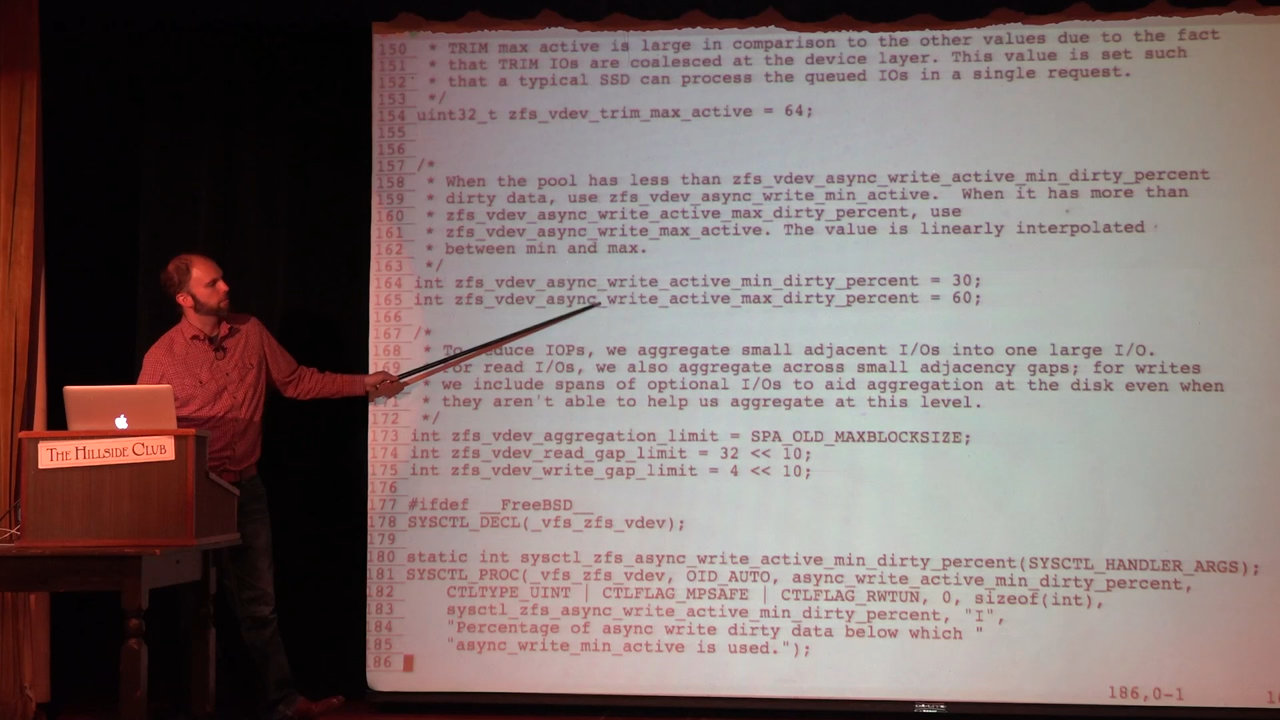 150 * TRIM max active is large in comparison to the other values due to the fact
151 * that TRIM IOs are coalesced at the device layer. This value is set such
152 * that a typical SSD can process the queued IOs in a single request.
153 */
154 uint32_t zfs_vdev_trim_max_active = 64;
155
156
157 /*
158 * When the pool has less than zfs_vdev_async_write_active_min_dirty_percent
159 * dirty data, use zfs_vdev_async_write_min_active. When it has more than
160 * zfs_vdev_async_write_active_max_dirty_percent, use
161 * zfs_vdev_async_write_max_active. The value is linearly interpolated
162 * between min and max.
163 */
164 int zfs_vdev_async_write_active_min_dirty_percent = 30;
165 int zfs_vdev_async_write_active_max_dirty_percent = 60;
166
167 /*
168 * To duce IOPs, we aggregate small adjacent I/Os into one large I/O.
169 or read I/Os, we also aggregate across small adjacency gaps; for writes
* we include spans of optional I/Os to aid aggregation at the disk even when
171 * they aren't able to help us aggregate at this level.
172 */
173 int zfs_vdev_aggregation_limit = SPA_OLD_MAXBLOCKSIZE;
174 int zfs_vdev_read_gap_limit = 32 << 10;
175 int zfs_vdev_write_gap_limit = 4 << 10;
176
177 #ifdef __FreeBSD__
178 SYSCTL_DECL(_vfs_zfs_vdev);
179
180 static int sysctl_zfs_async_write_active_min_dirty_percent(SYSCTL_HANDLER_ARGS);
181 SYSCTL_PROC(_vfs_zfs_vdev, OID_AUTO, async_write_active_min_dirty_percent,
182 CTLTYPE_UINT | CTLFLAG_MPSAFE | CTLFLAG_RWTUN, 0, sizeof(int),
183 sysctl_zfs_async_write_active_min_dirty_percent, "I",
184 "Percentage of async write dirty data below which "
185 "async_write_min_active is used.");
186
186,0-1
THE HILLSIDE CLUB